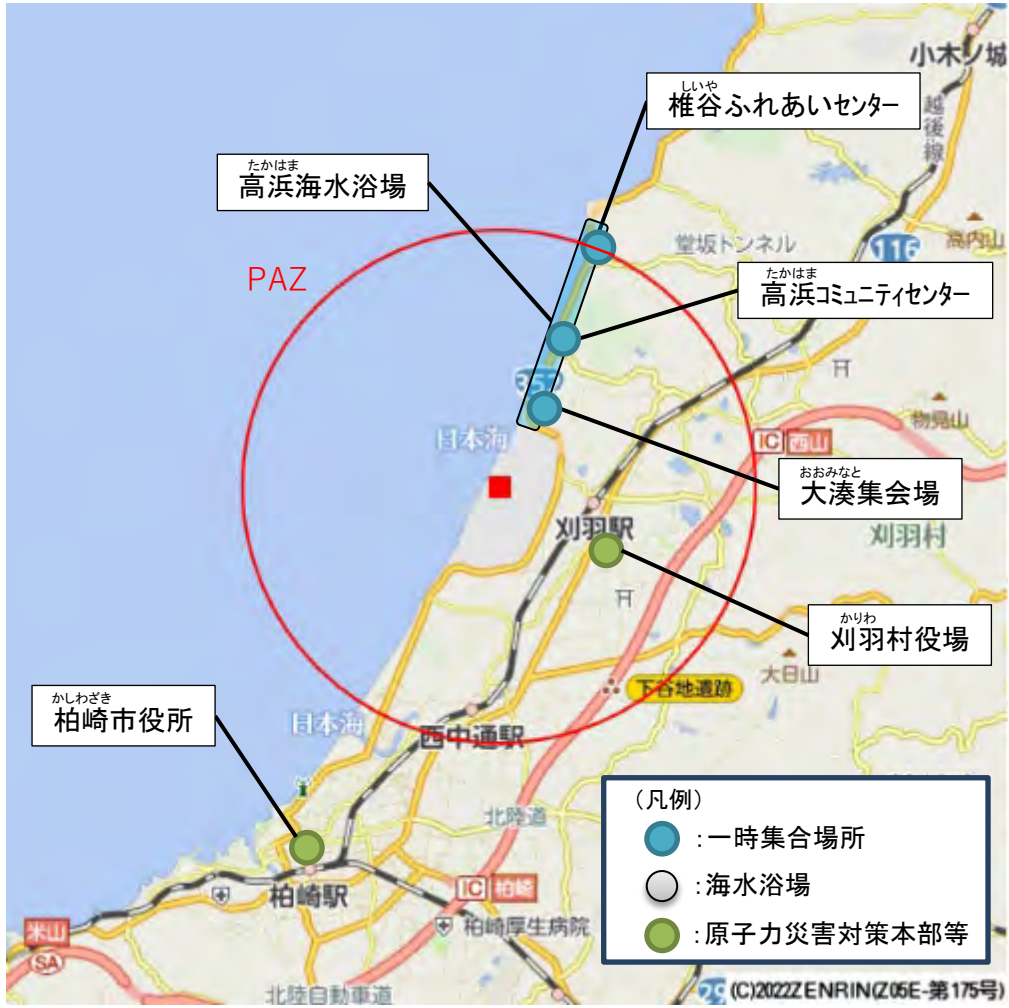 小木ノ城
しいや
椎谷ふれあいセンター
越後線
たかはま
高浜海水浴場
堂坂トンネル
116
高内山
PAZ
たかはま
高浜コミュニティセンター
352
日本海
物見山
IC 西山
おおみなと
大湊集会場
刈羽駅
刈羽村
かりわ
刈羽村役場
大日山
下谷地遺跡
かしわざき
柏崎市役所
日本海
西中通駅
(凡例)
:一時集合場所
:海水浴場
:原子力災害対策本部等
北陸道
柏崎駅
IC 柏崎
柏崎厚生病院
米山
SA
北陸自動車道
(C)2022ZENRIN(Z05E-第175号)